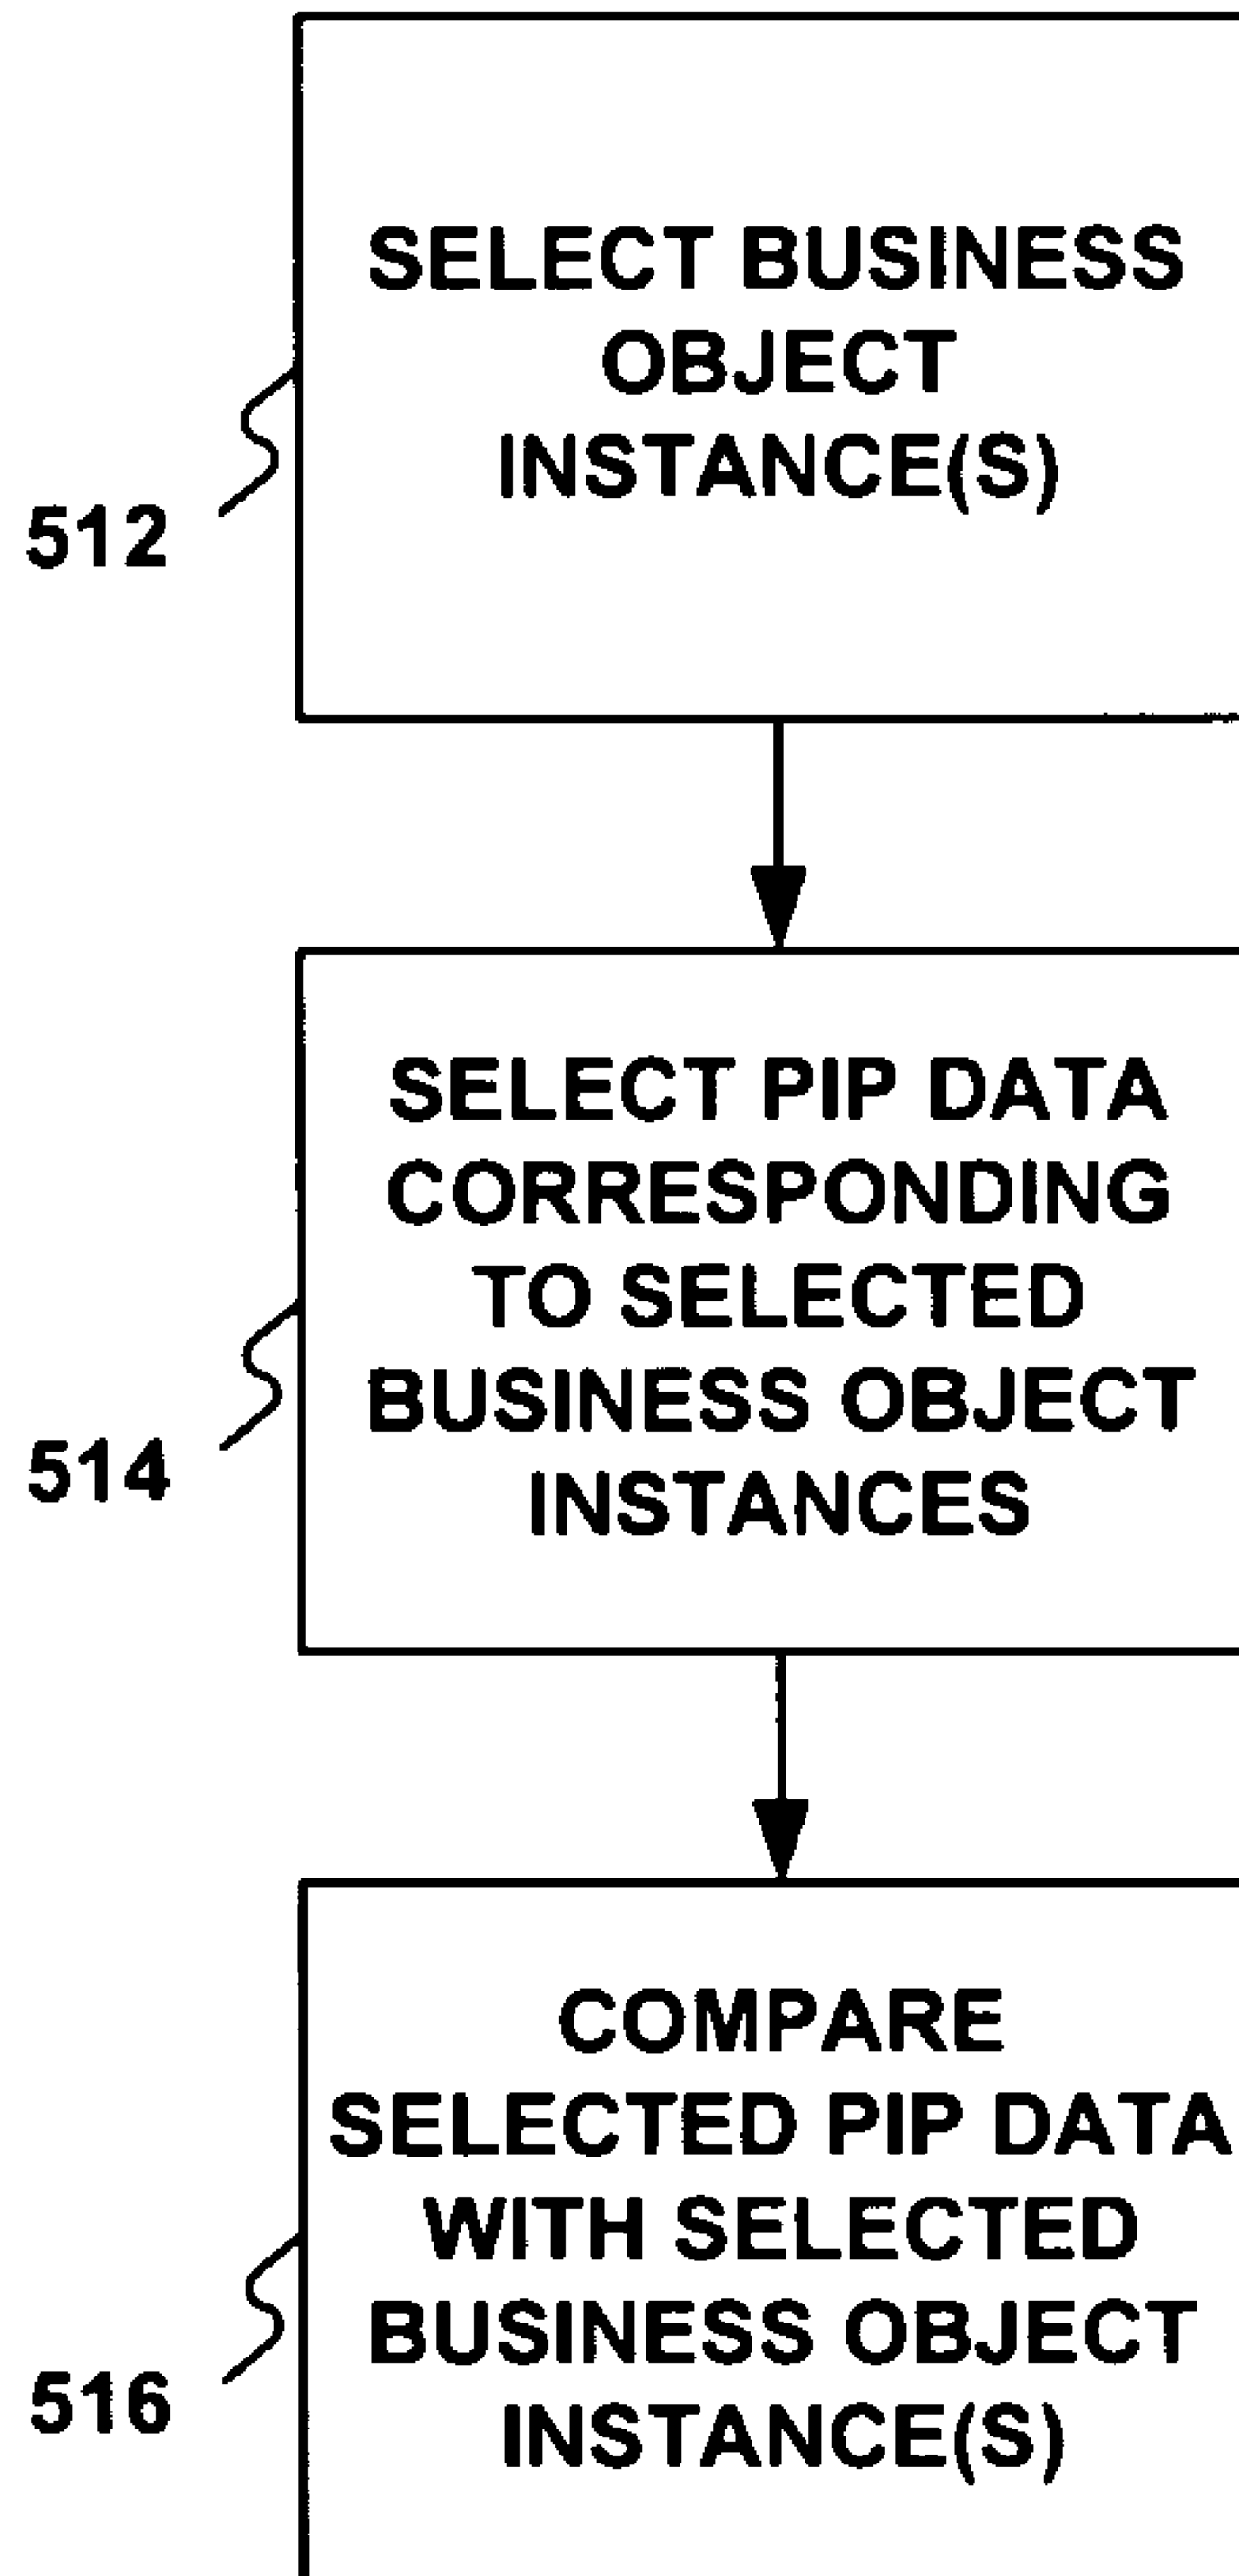 SELECT BUSINESS
OBJECT
INSTANCE(S)
512
SELECT PIP DATA
CORRESPONDING
TO SELECTED
BUSINESS OBJECT
INSTANCES
514
COMPARE
SELECTED PIP DATA
WITH SELECTED
BUSINESS OBJECT
INSTANCE(S)
516